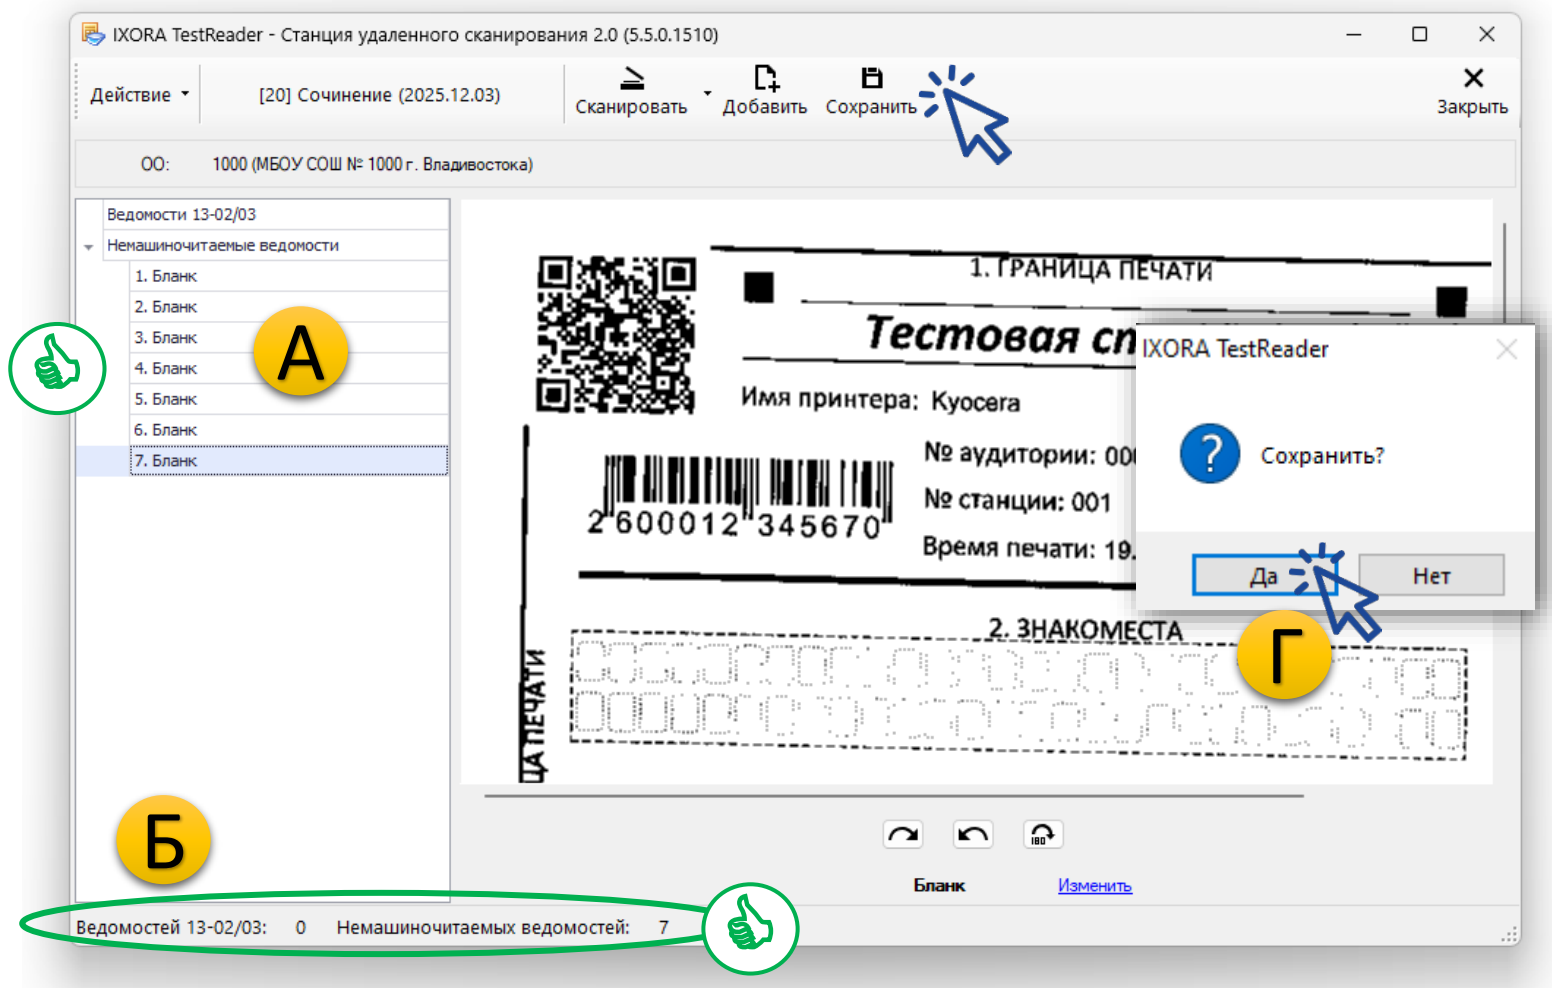 IXORA TestReader - Станция удаленного сканирования 2.0 (5.5.0.1510)
Действие
[20] Сочинение (2025.12.03)
Сканировать
Добавить
Сохранить
Закрыть
ОО: 1000 (МБОУ СОШ № 1000 г. Владивостока)
Ведомости 13-02/03
Немашиночитаемые ведомости
1. Бланк
2. Бланк
3. Бланк
4. Бланк
5. Бланк
6. Бланк
7. Бланк
А
1. ГРАНИЦА ПЕЧАТИ
Тестовая
Имя принтера: Kyocera
№ аудитории:
№ станции: 001
Время печати: 19.
2 600012 345670
2. ЗНАКОМЕСТА
ЦА ПЕЧАТИ
IXORA TestReader
Сохранить?
Да
Нет
Г
180
Бланк
Изменить
Б
Ведомостей 13-02/03: 0 Немашиночитаемых ведомостей: 7